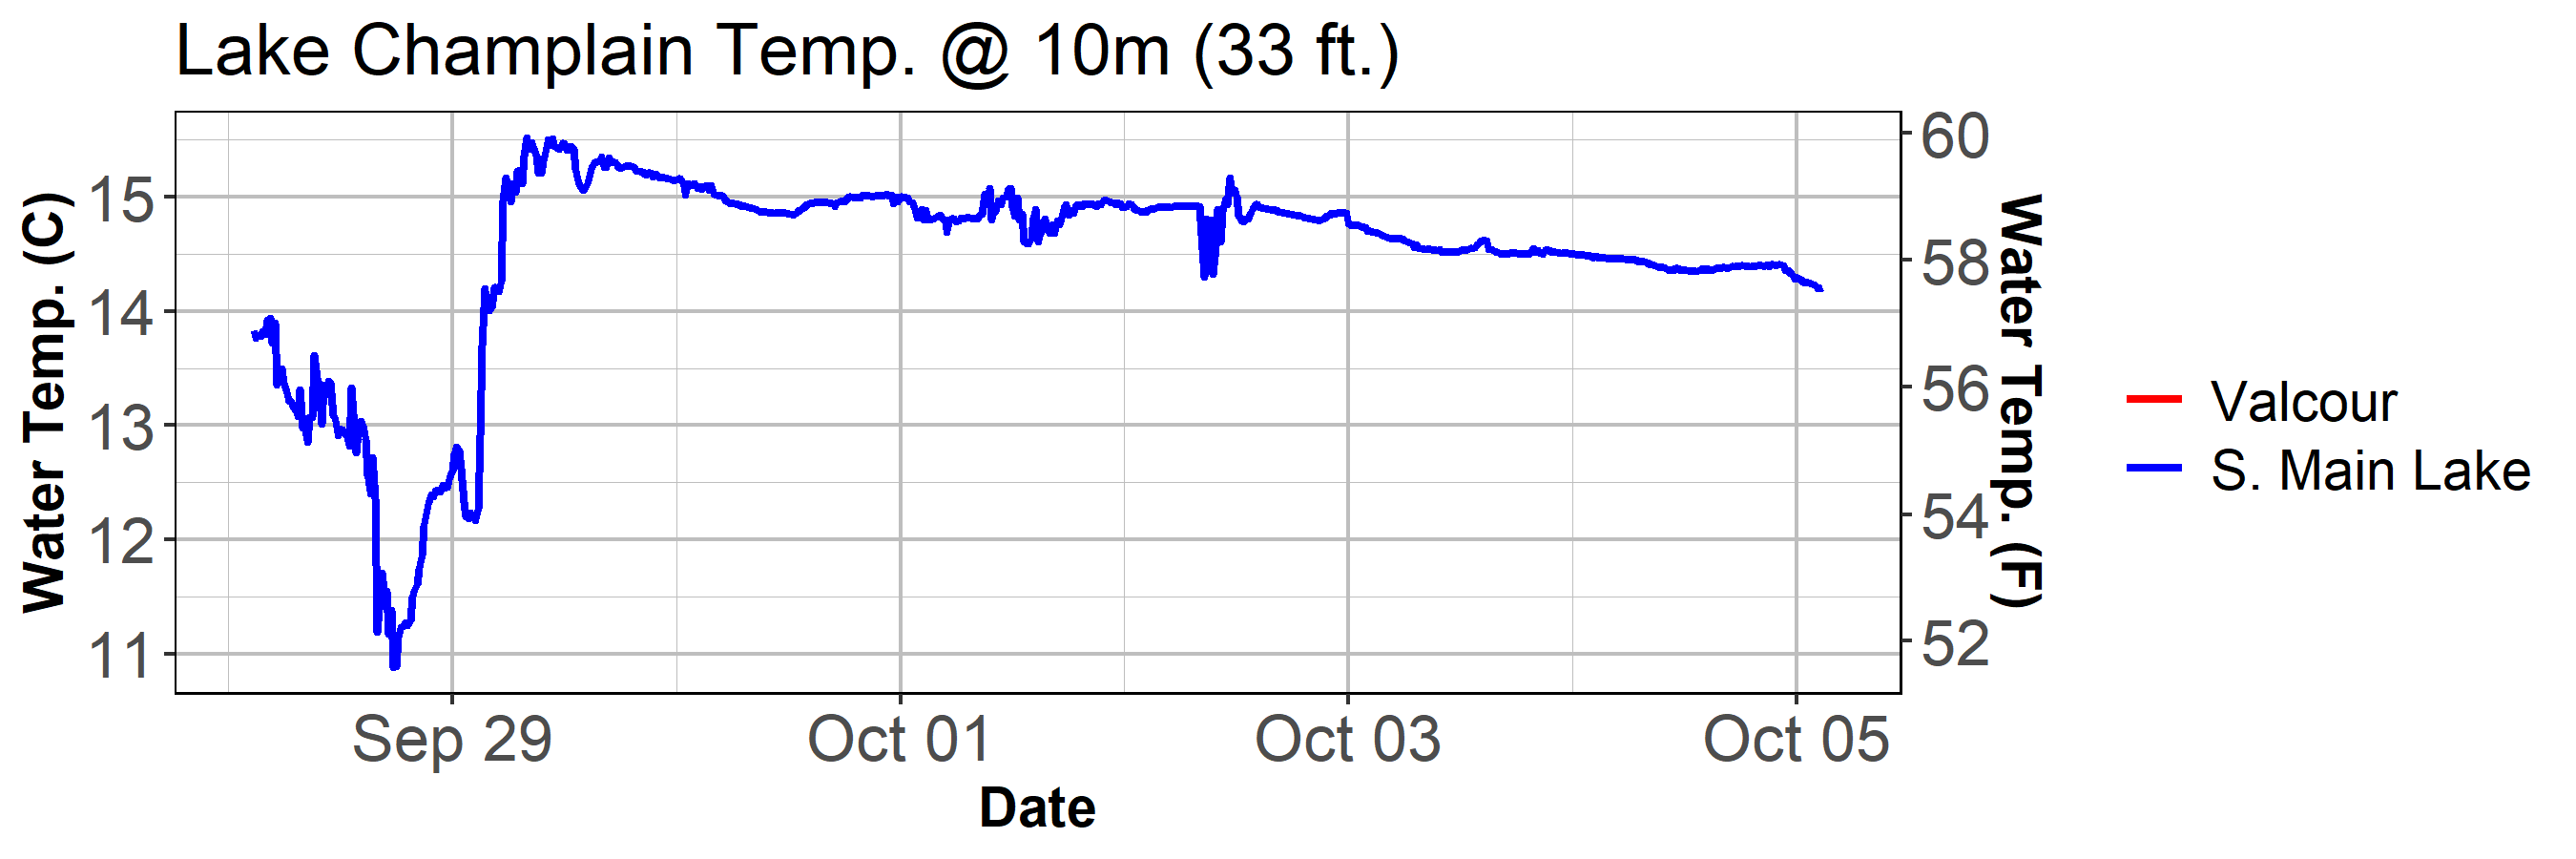 Lake Champlain Temp. @ 10m (33 ft.)
Water Temp. (C)
15
14
13
12
11
60
58
56
54
52
Water Temp. (F)
Sep 29
Oct 01
Oct 03
Oct 05
Date
Valcour
S. Main Lake